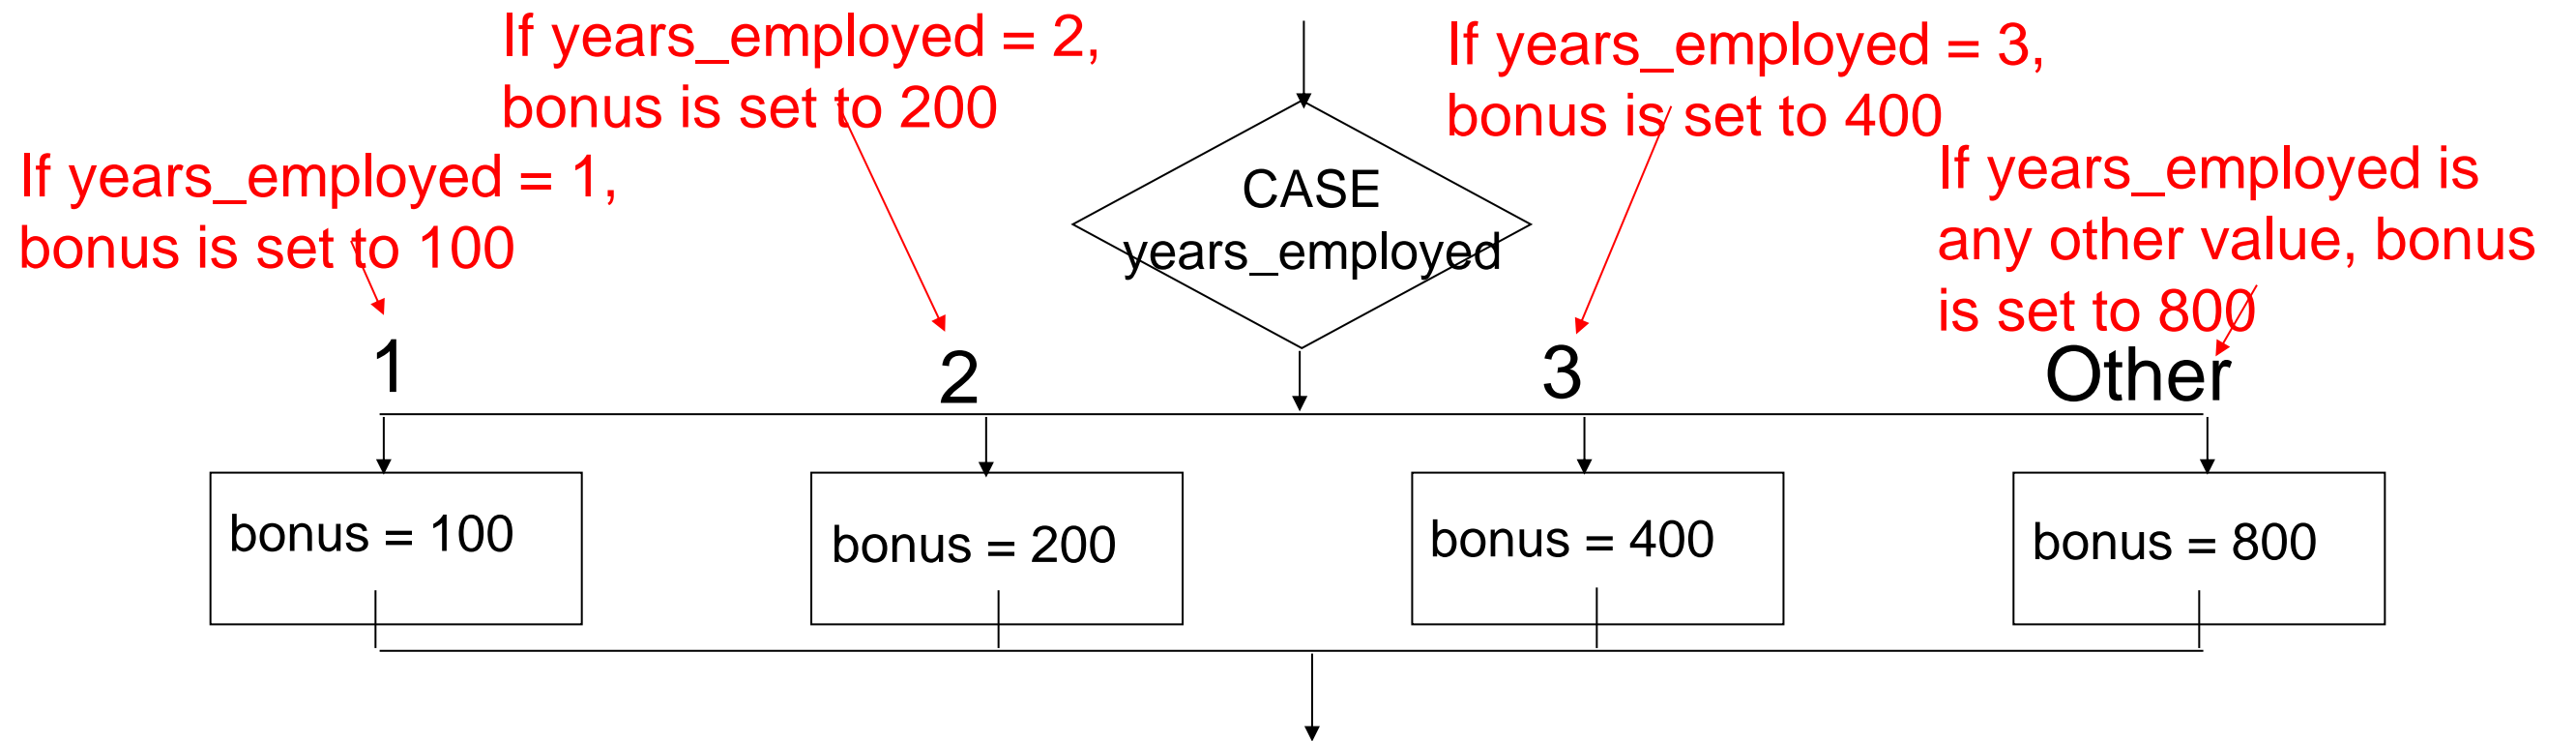 If years_employed = 2,
bonus is set to 200
If years_employed = 3,
bonus is set to 400
If years_employed = 1,
bonus is set to 100
CASE
years_employed
If years_employed is
any other value, bonus
is set to 800
1
2
3
Other
bonus = 100
bonus = 200
bonus = 400
bonus = 800